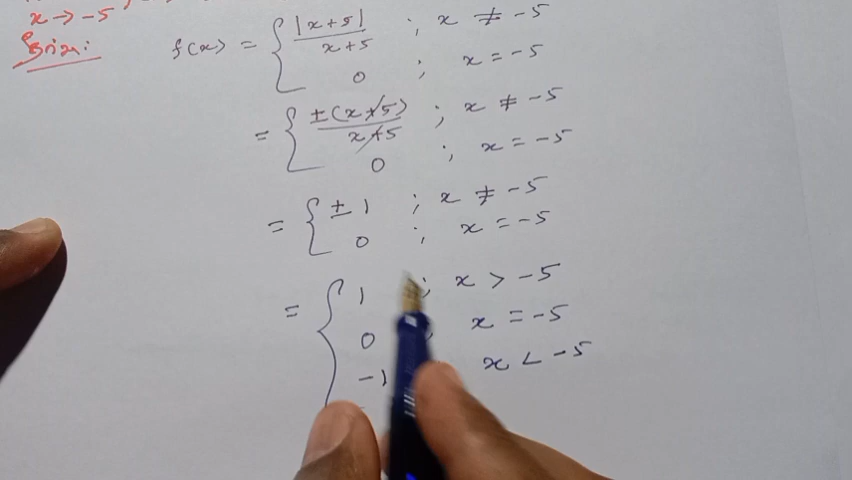 x → -5
f(x) = { |x+5| / x+5 ; x ≠ -5
0 ; x = -5
= { ±(x+5) / x+5 ; x ≠ -5
0 ; x = -5
= { ± 1 ; x ≠ -5
0 ; x = -5
= { 1 ; x > -5
0 ; x = -5
-1 x < -5